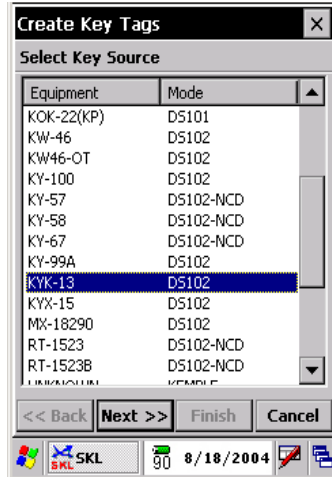 Create Key Tags
Select Key Source
Equipment Mode
KOK-22(KP) DS101
KW-46 DS102
KW46-OT DS102
KY-100 DS102
KY-57 DS102-NCD
KY-58 DS102-NCD
KY-67 DS102-NCD
KY-99A DS102
KYK-13 DS102
KYX-15 DS102
MX-18290 DS102
RT-1523 DS102-NCD
RT-1523B DS102-NCD
<< Back Next >> Finish Cancel
SKL SKL 90 8/18/2004